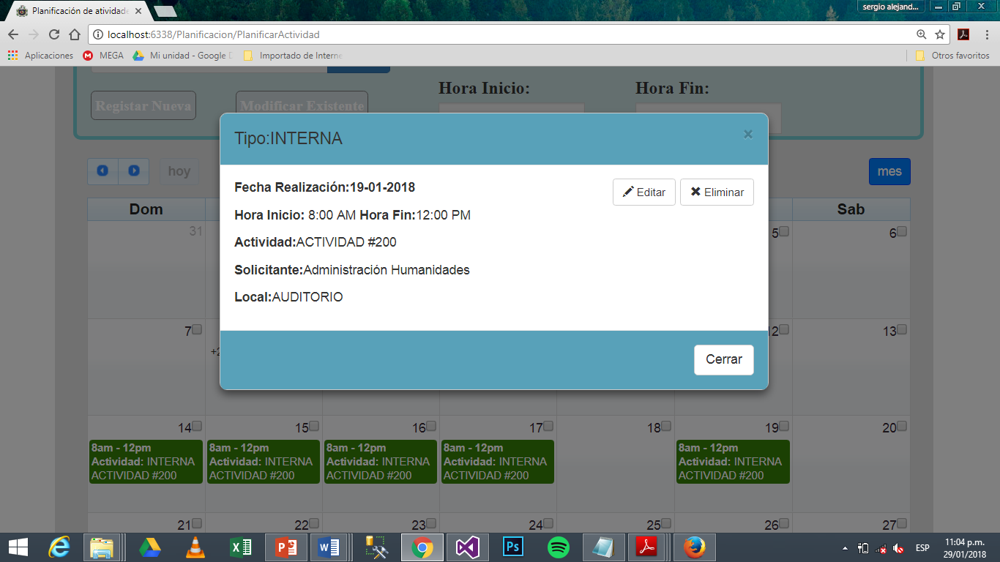 Planificación de atividade
sergio alejand...
localhost:6338/Planificacion/PlanificarActividad
Aplicaciones MEGA Mi unidad - Google Importado de Interne Otros favoritos
Hora Inicio: Hora Fin:
Registar Nueva Modificar Existente
Tipo:INTERNA ×
hoy mes
Fecha Realización:19-01-2018 Editar Eliminar
Hora Inicio: 8:00 AM Hora Fin:12:00 PM
Actividad:ACTIVIDAD #200
Solicitante:Administración Humanidades
Local:AUDITORIO
Cerrar
Dom Sab
31 5 6
7 12 13
+2
14 15 16 17 18 19 20
8am - 12pm 8am - 12pm 8am - 12pm 8am - 12pm 8am - 12pm
Actividad: INTERNA Actividad: INTERNA Actividad: INTERNA Actividad: INTERNA Actividad: INTERNA
ACTIVIDAD #200 ACTIVIDAD #200 ACTIVIDAD #200 ACTIVIDAD #200 ACTIVIDAD #200
21 22 23 24 25 26 27
ESP 11:04 p.m.
29/01/2018